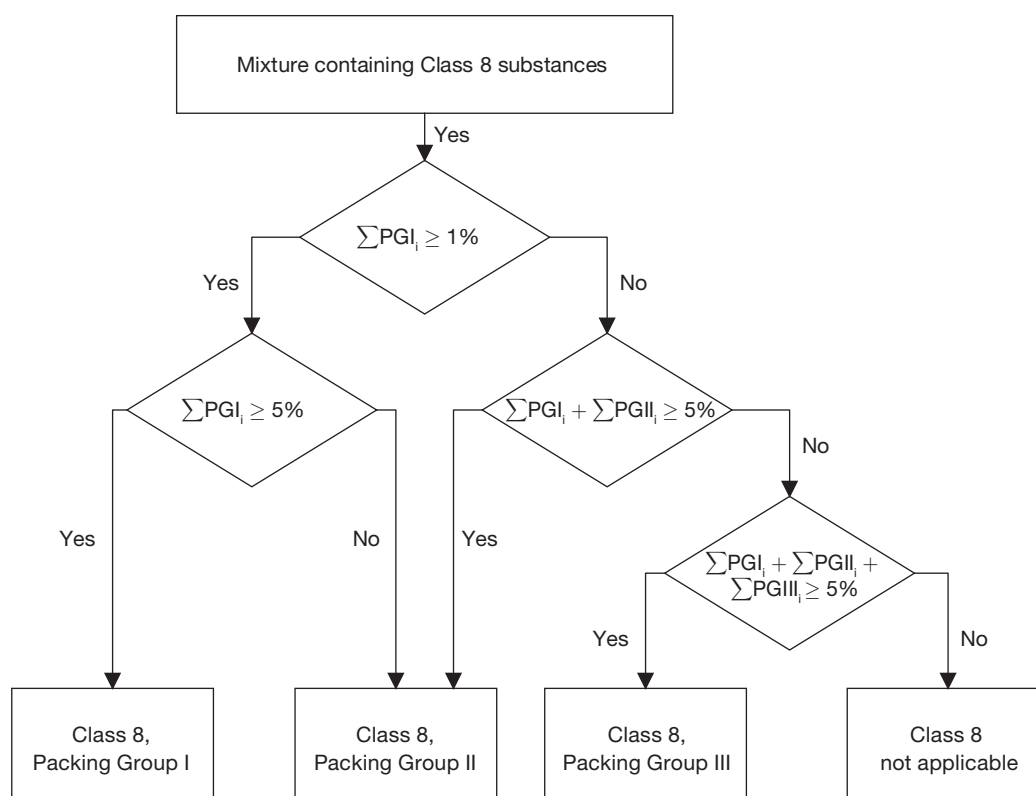 Mixture containing Class 8 substances
Yes
∑PGIᵢ ≥ 1%
Yes
No
∑PGIᵢ ≥ 5%
∑PGIᵢ + ∑PGIIᵢ ≥ 5%
No
Yes
No
Yes
∑PGIᵢ + ∑PGIIᵢ +
∑PGIIIᵢ ≥ 5%
Yes
No
Class 8,
Packing Group I
Class 8,
Packing Group II
Class 8,
Packing Group III
Class 8
not applicable